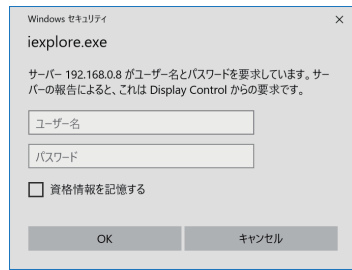 Windows セキュリティ
iexplore.exe
サーバー 192.168.0.8 がユーザー名とパスワードを要求しています。サー
バーの報告によると、これは Display Control からの要求です。
ユーザー名
パスワード
資格情報を記憶する
OK
キャンセル